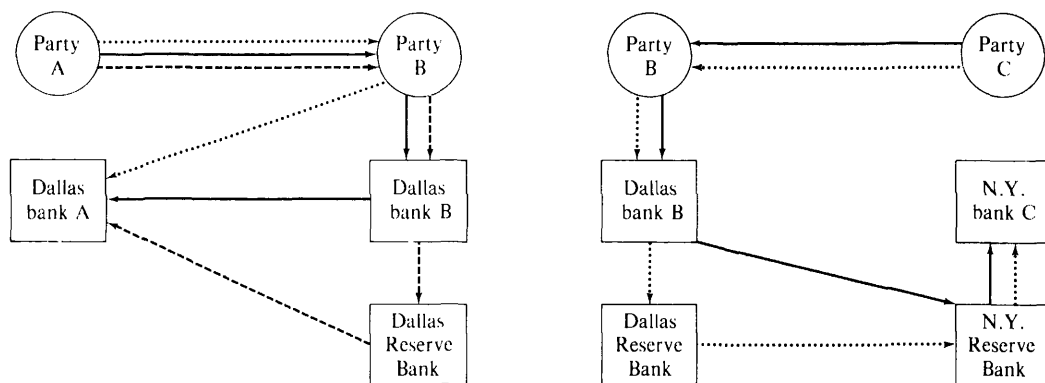 Party
A
Party
B
Party
B
Party
C
Dallas
bank A
Dallas
bank B
Dallas
bank B
N.Y.
bank C
Dallas
Reserve
Bank
Dallas
Reserve
Bank
N.Y.
Reserve
Bank